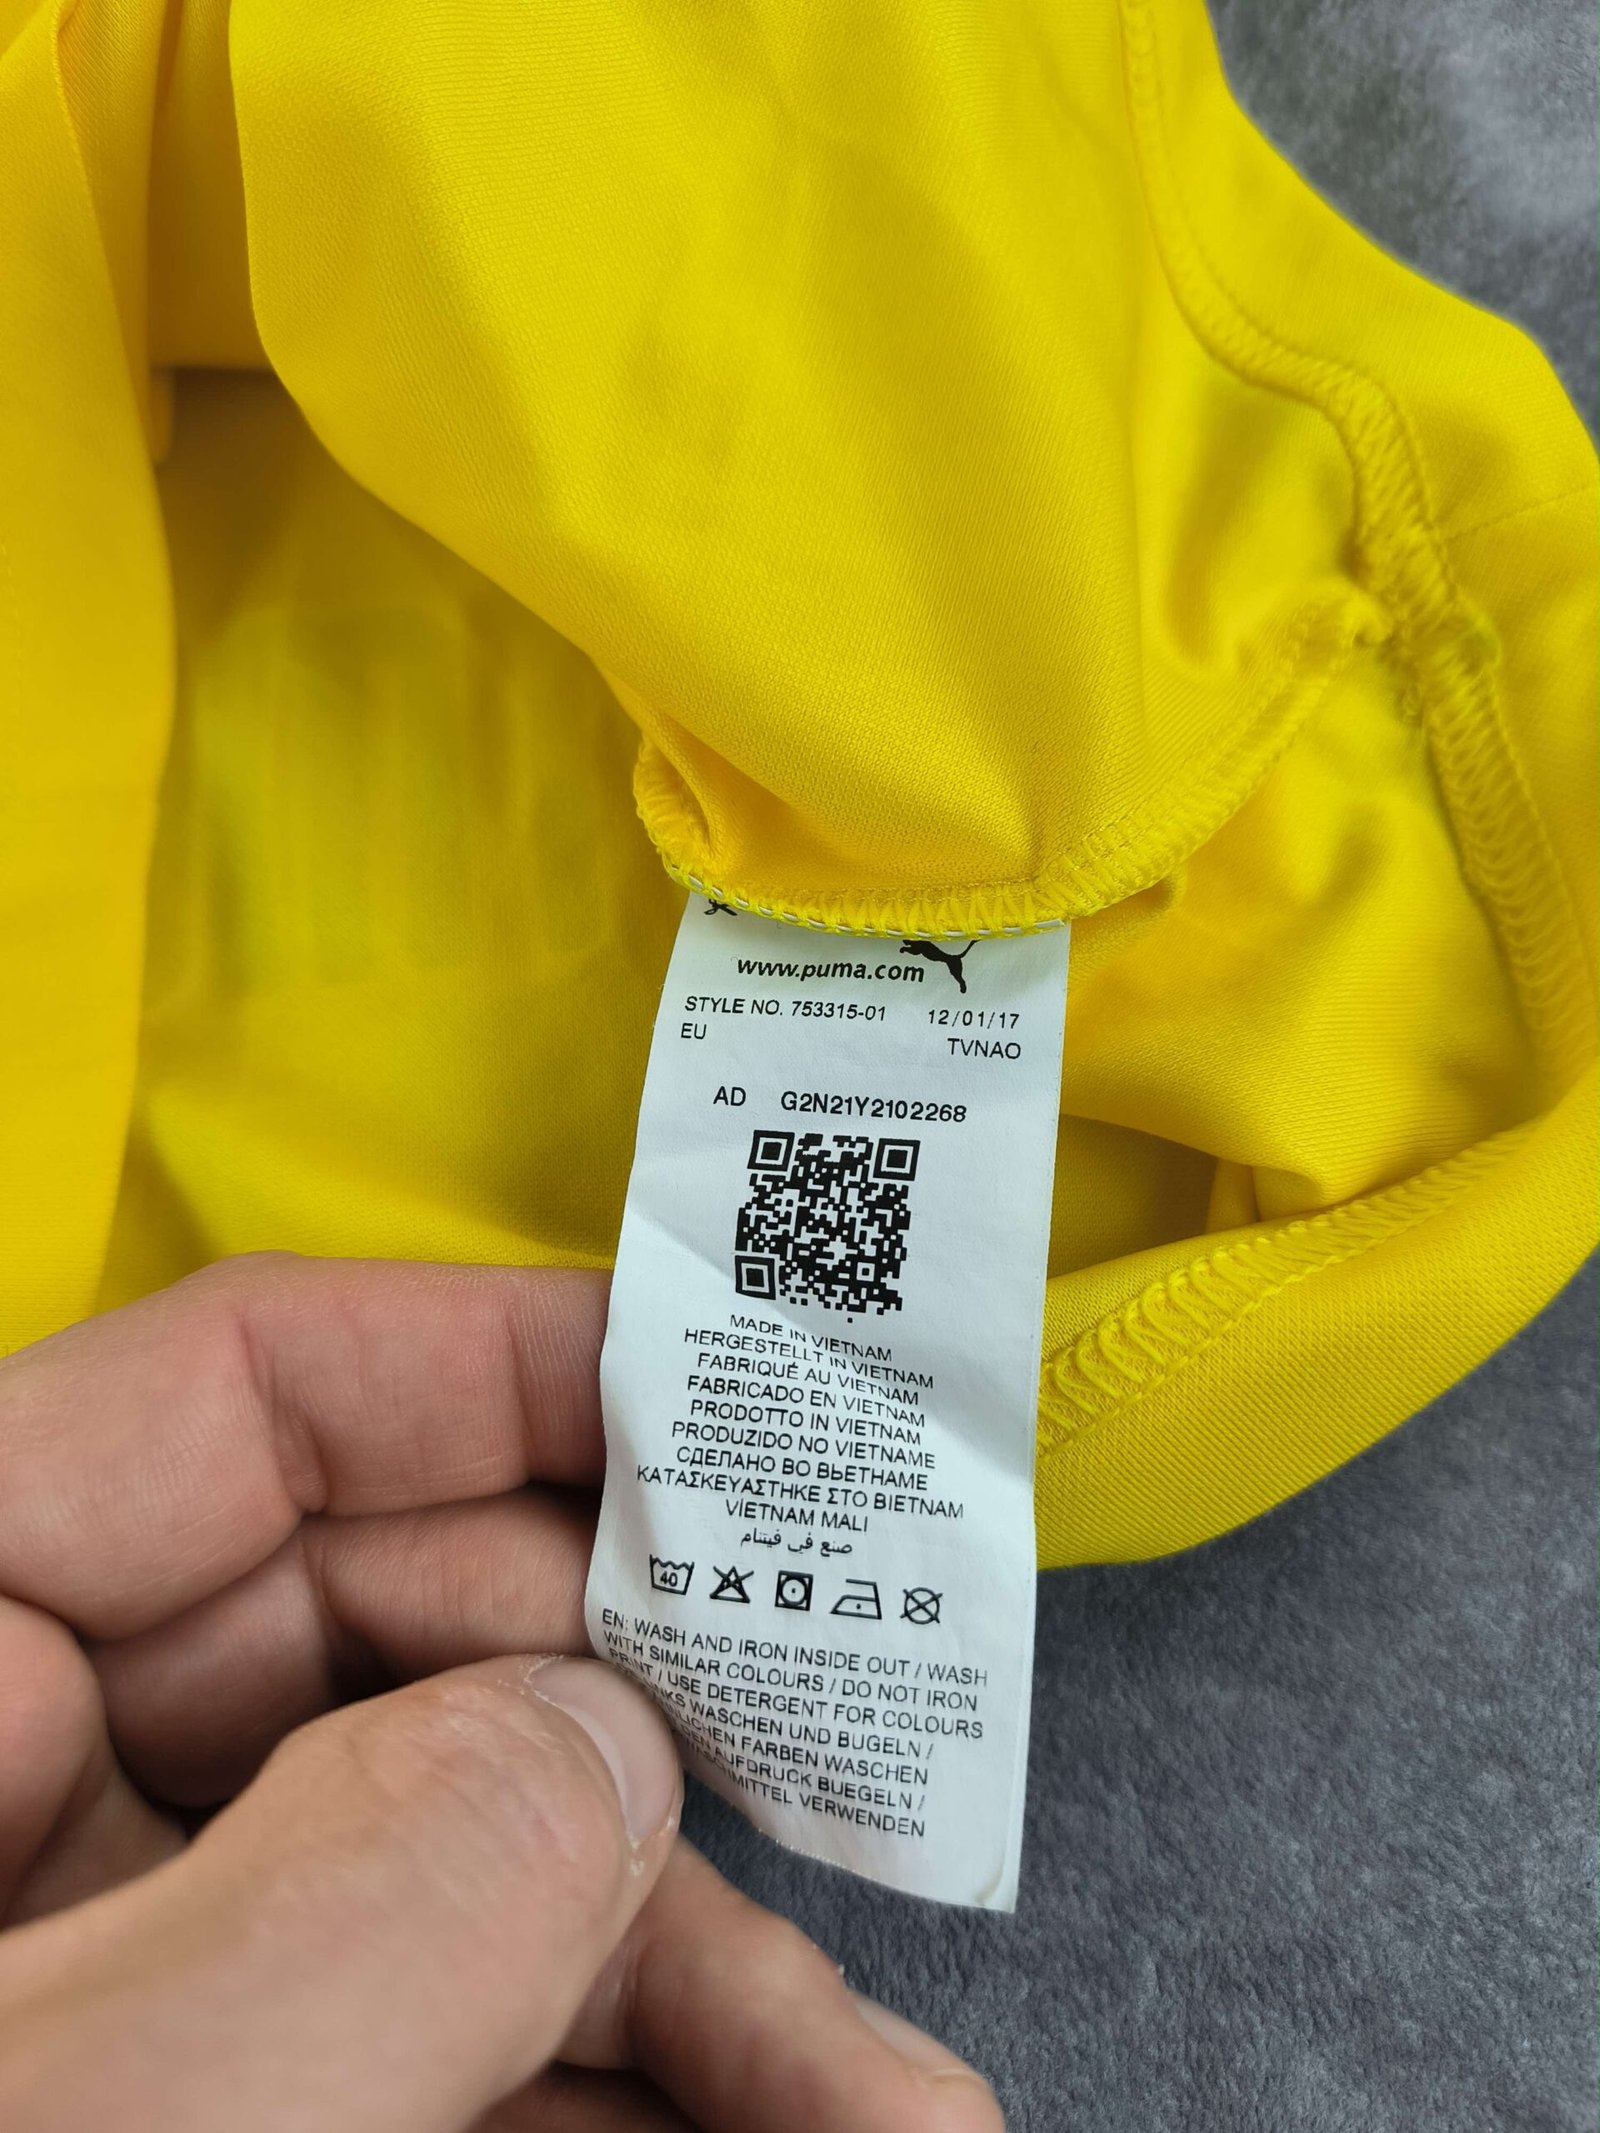 www.puma.com
STYLE NO. 753315-01 12/01/17
EU TVNAO
AD G2N21Y2102268
MADE IN VIETNAM
HERGESTELLT IN VIETNAM
FABRIQUÉ AU VIETNAM
FABRICADO EN VIETNAM
PRODOTTO IN VIETNAM
PRODUZIDO NO VIETNAME
СДЕЛАНО ВО ВЬЕТНАМЕ
ΚΑΤΑΣΚΕΥΑΣΤΗΚΕ ΣΤΟ ΒΙΕΤΝΑΜ
VİETNAM MALI
صنع في فيتنام
40
EN: WASH AND IRON INSIDE OUT / WASH
WITH SIMILAR COLOURS / DO NOT IRON
PRINT / USE DETERGENT FOR COLOURS
WASCHEN UND BUGELN /
FARBEN WASCHEN
AUFDRUCK BUEGELN /
VERWENDEN